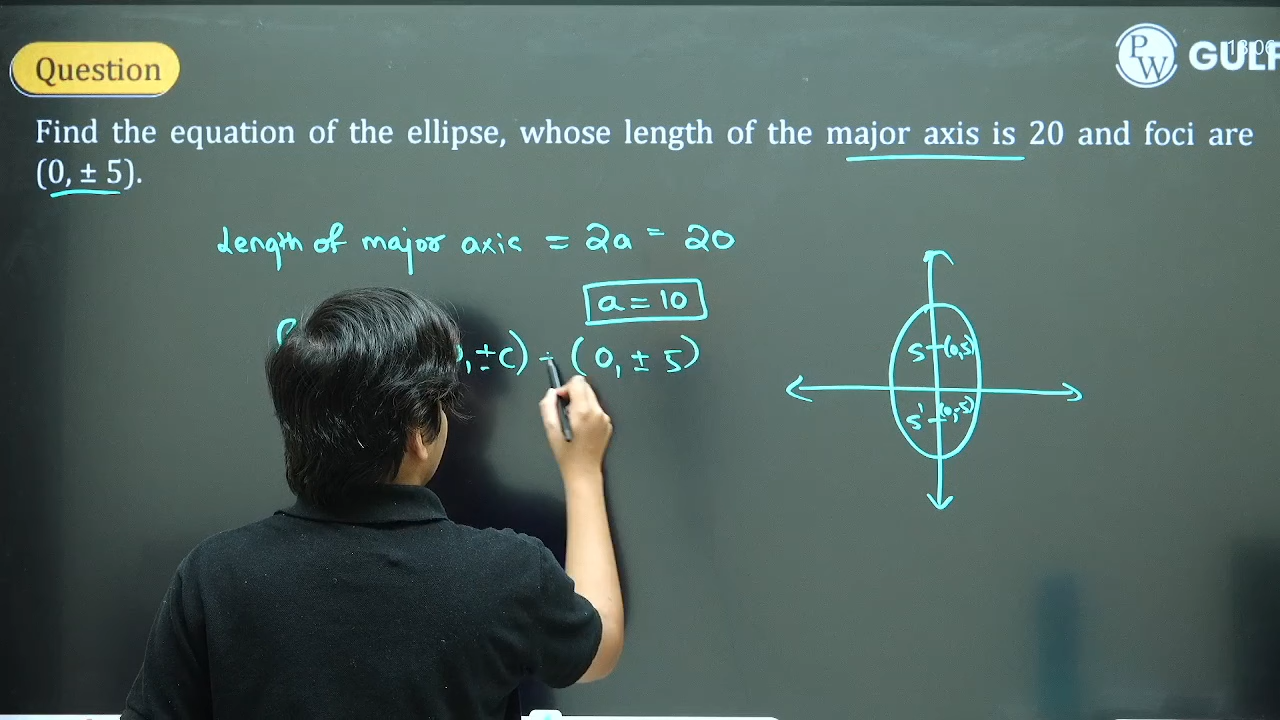 Question
PW GULF
Find the equation of the ellipse, whose length of the major axis is 20 and foci are
(0, ± 5).
Length of major axis = 2a = 20
a = 10
, ±c) = (0, ± 5)
S (0,5)
S' (0,-5)